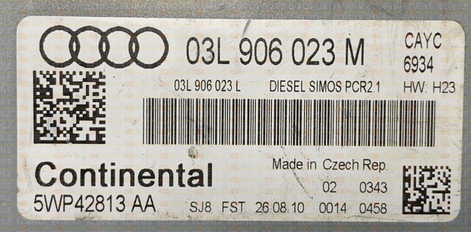 03L 906 023 M
CAYC
6934
03L 906 023 L DIESEL SIMOS PCR2.1 HW: H23
Continental
Made in Czech Rep.
02 0343
5WP42813 AA SJ8 FST 26.08.10 0014 0458